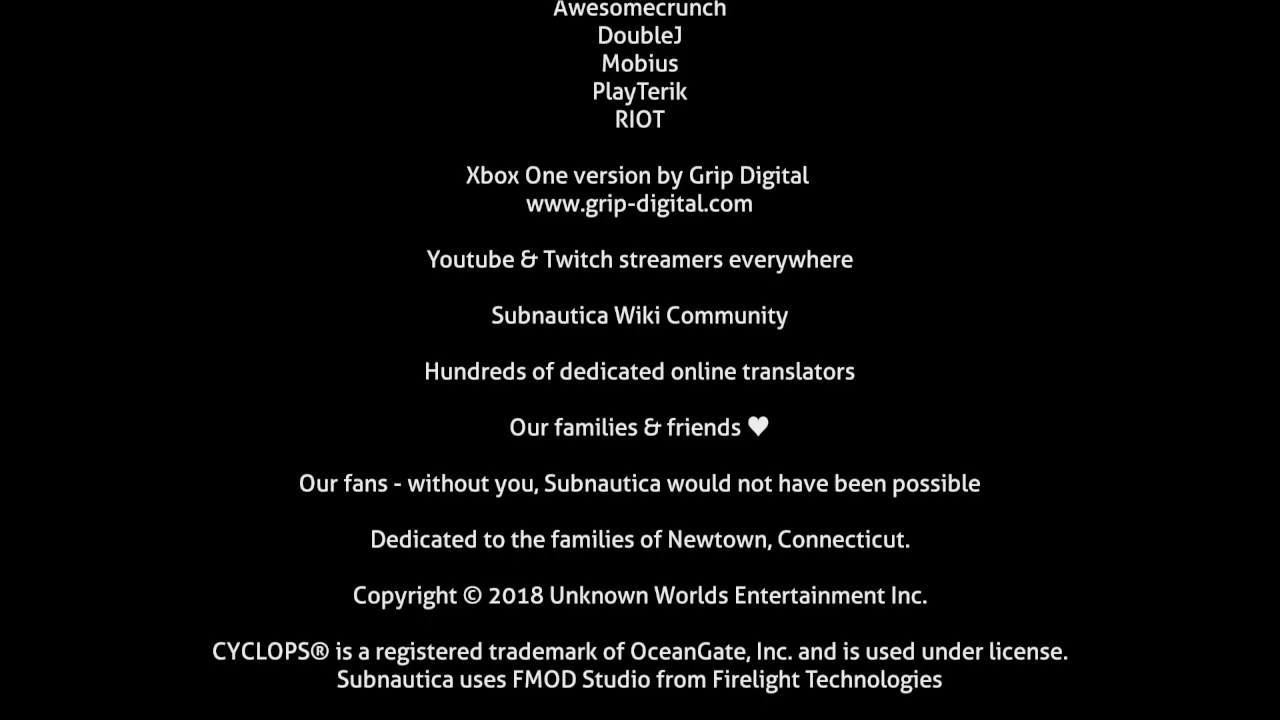 Awesomecrunch
DoubleJ
Mobius
PlayTerik
RIOT
Xbox One version by Grip Digital
www.grip-digital.com
Youtube & Twitch streamers everywhere
Subnautica Wiki Community
Hundreds of dedicated online translators
Our families & friends ♥
Our fans - without you, Subnautica would not have been possible
Dedicated to the families of Newtown, Connecticut.
Copyright © 2018 Unknown Worlds Entertainment Inc.
CYCLOPS® is a registered trademark of OceanGate, Inc. and is used under license.
Subnautica uses FMOD Studio from Firelight Technologies